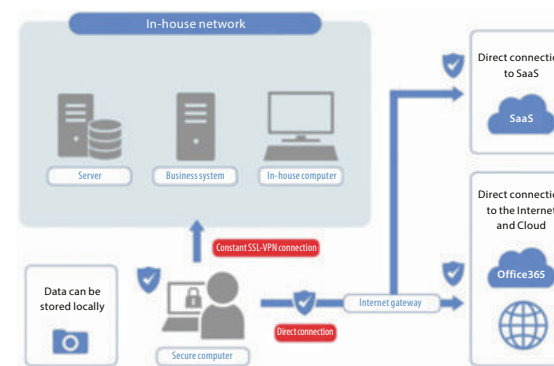 In-house network
Direct connectio
to SaaS
SaaS
Server
Business system
In-house computer
Direct connectio
to the Internet
and Cloud
Constant SSL-VPN connection
Data can be
stored locally
Office365
Internet gateway
Direct connection
Secure computer